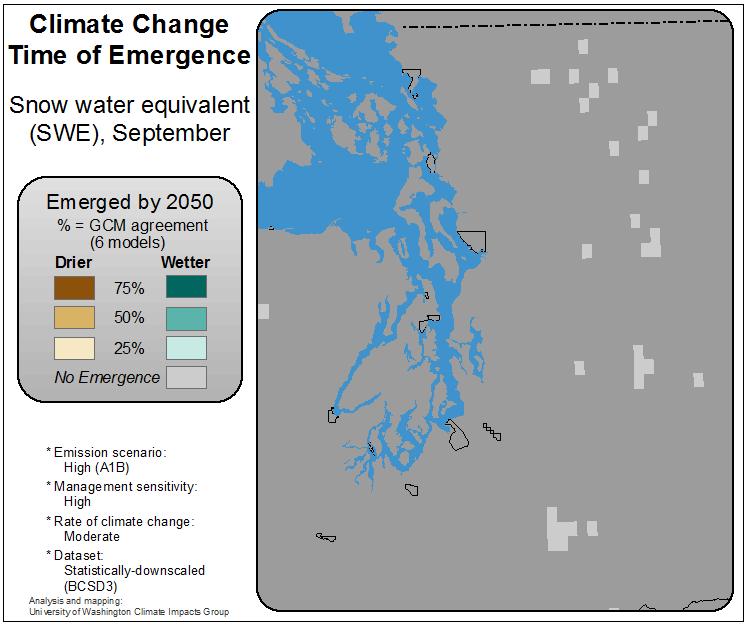 Climate Change
Time of Emergence
Snow water equivalent
(SWE), September
Emerged by 2050
% = GCM agreement
(6 models)
Drier Wetter
75%
50%
25%
No Emergence
* Emission scenario:
High (A1B)
* Management sensitivity:
High
* Rate of climate change:
Moderate
* Dataset:
Statistically-downscaled
(BCSD3)
Analysis and mapping:
University of Washington Climate Impacts Group